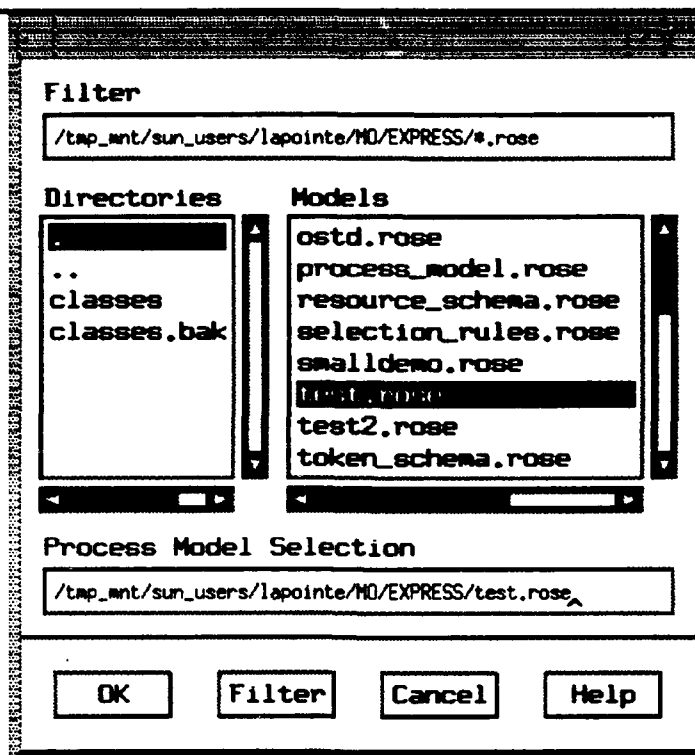 Filter
/tmp_mnt/sun_users/lapointe/MO/EXPRESS/*.rose
Directories
.
..
classes
classes.bak
Models
ostd.rose
process_model.rose
resource_schema.rose
selection_rules.rose
smalldemo.rose
test.rose
test2.rose
token_schema.rose
Process Model Selection
/tmp_mnt/sun_users/lapointe/MO/EXPRESS/test.rose
OK
Filter
Cancel
Help